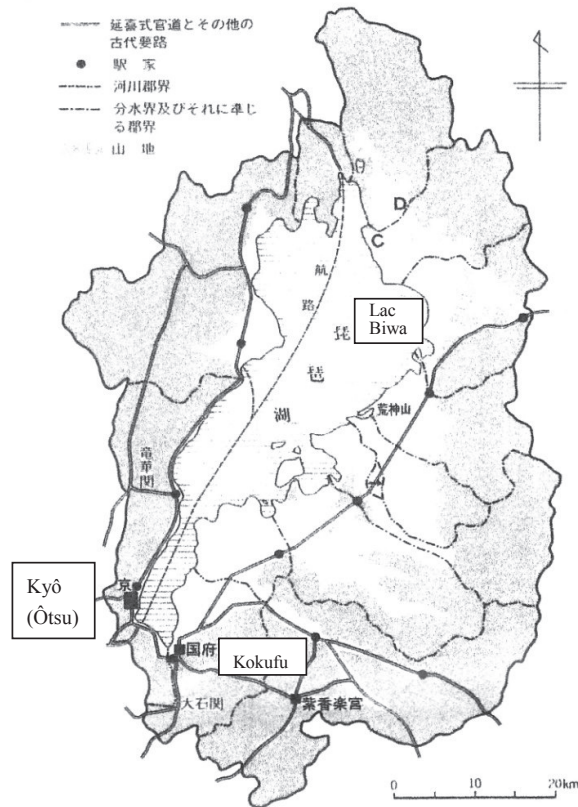 延喜式官道とその他の
古代要路
駅 家
河川郡界
分水界及びそれに準じ
る郡界
山 地
D
C
航
路
Lac
Biwa
琵
琶
湖
荒神山
竜華関
京
Kyô
(Ôtsu)
国府
Kokufu
大石関
紫香楽宮
0 10 20km